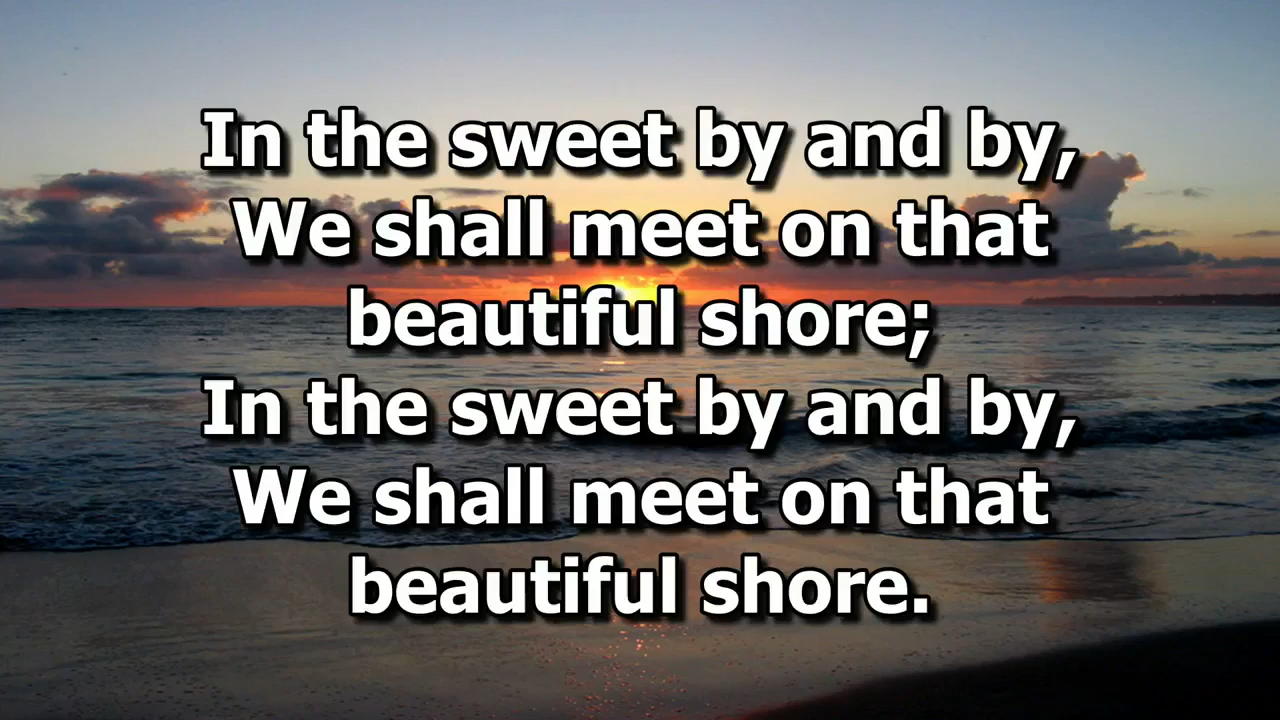 In the sweet by and by,
We shall meet on that
beautiful shore;
In the sweet by and by,
We shall meet on that
beautiful shore.